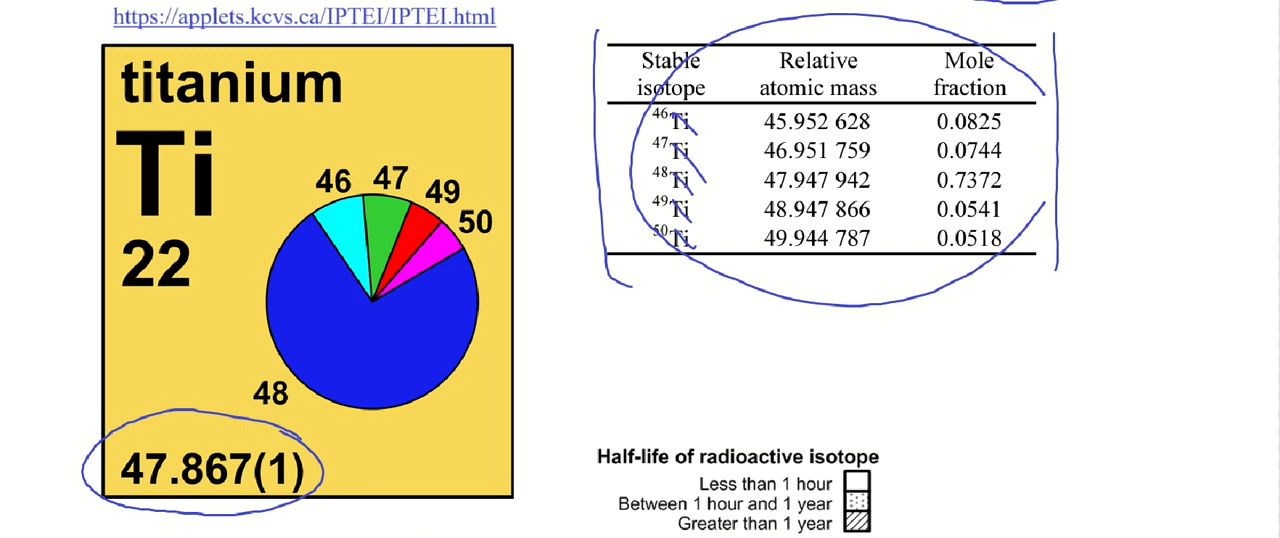 https://applets.kcvs.ca/IPTEI/IPTEI.html
titanium
Ti
22
46
47
49
50
48
47.867(1)
Stable isotope Relative atomic mass Mole fraction
46Ti 45.952 628 0.0825
47Ti 46.951 759 0.0744
48Ti 47.947 942 0.7372
49Ti 48.947 866 0.0541
50Ti 49.944 787 0.0518
Half-life of radioactive isotope
Less than 1 hour
Between 1 hour and 1 year
Greater than 1 year